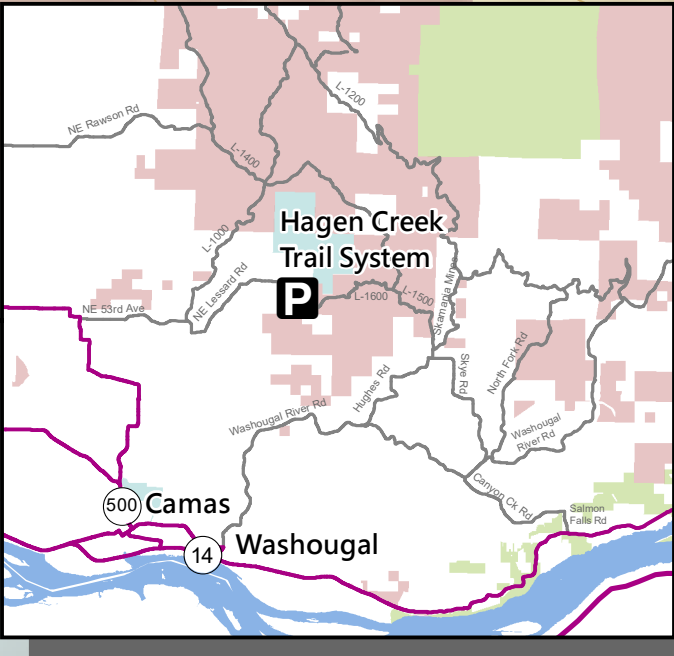 L-1200
NE Rawson Rd
L-1400
Hagen Creek
Trail System
L-1000
NE Lessard Rd
Skamania Mines
P
L-1600
L-1500
NE 53rd Ave
Hughes Rd
Skye Rd
North Fork Rd
Washougal River Rd
Washougal
River Rd
Canyon Ck Rd
500
Camas
Salmon
Falls Rd
14
Washougal